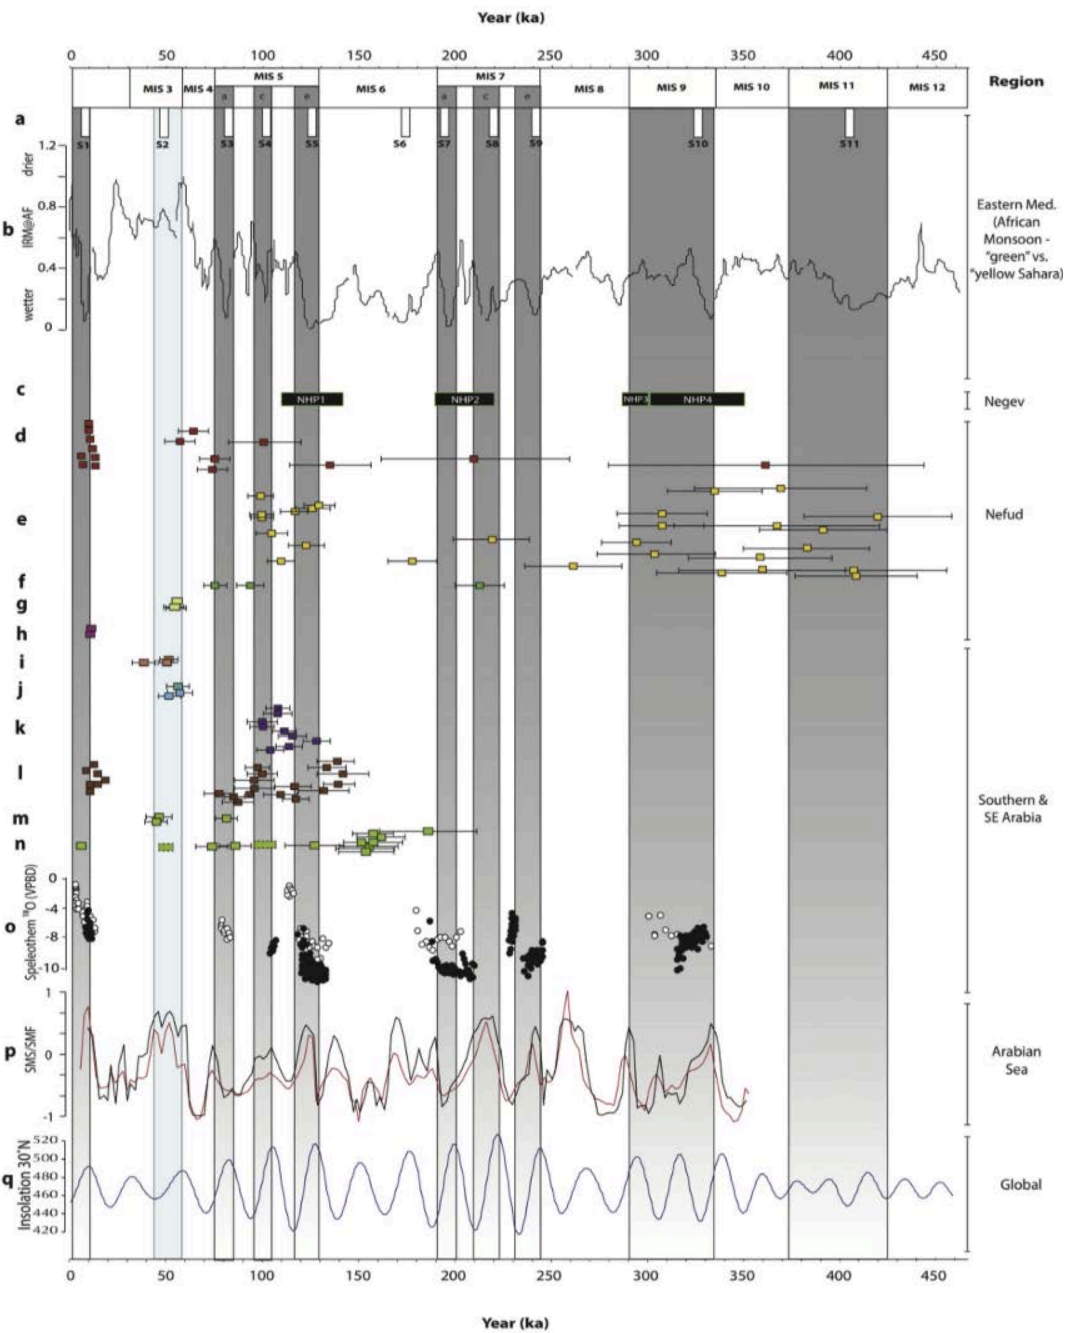 Year (ka)
0 50 100 150 200 250 300 350 400 450
MIS 5 MIS 7
MIS 3 MIS 4 MIS 6 MIS 8 MIS 9 MIS 10 MIS 11 MIS 12
Region
a c e a c e
a
S1 S2 S3 S4 S5 S6 S7 S8 S9 S10 S11
b
IRM@AF
drier
wetter
1.2
0.8
0.4
0
Eastern Med.
(African
Monsoon -
"green" vs.
"yellow Sahara)
c
NHP1 NHP2 NHP3 NHP4
Negev
d
e
Nefud
f
g
h
i
j
k
l
m
n
Southern &
SE Arabia
o
Speleothem ¹⁸O (VPBD)
0
-4
-8
-10
p
SMS/SMF
1
0
-1
Arabian
Sea
q
Insolation 30°N
520
500
480
460
440
420
Global
0 50 100 150 200 250 300 350 400 450
Year (ka)